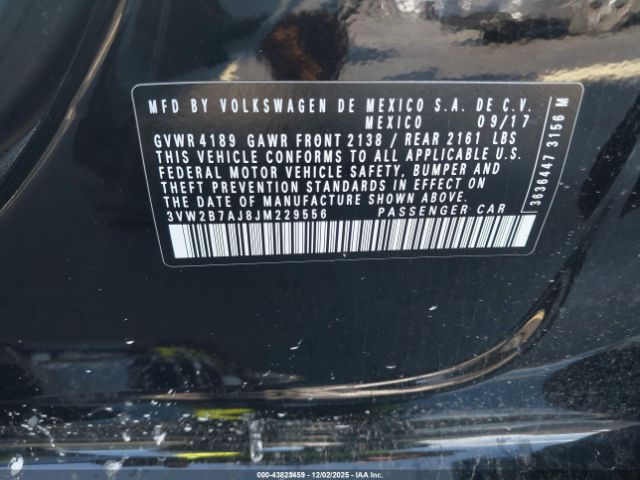 MFD BY VOLKSWAGEN DE MEXICO S.A. DE C.V.
MEXICO 09/17
GVWR 4189 GAWR FRONT 2138 / REAR 2161 LBS
THIS VEHICLE CONFORMS TO ALL APPLICABLE U.S.
FEDERAL MOTOR VEHICLE SAFETY, BUMPER AND
THEFT PREVENTION STANDARDS IN EFFECT ON
THE DATE OF MANUFACTURE SHOWN ABOVE.
3VW2B7AJ8JM229556 PASSENGER CAR
3636447 3156 M
000-43823459 - 12/02/2025 - IAA Inc.